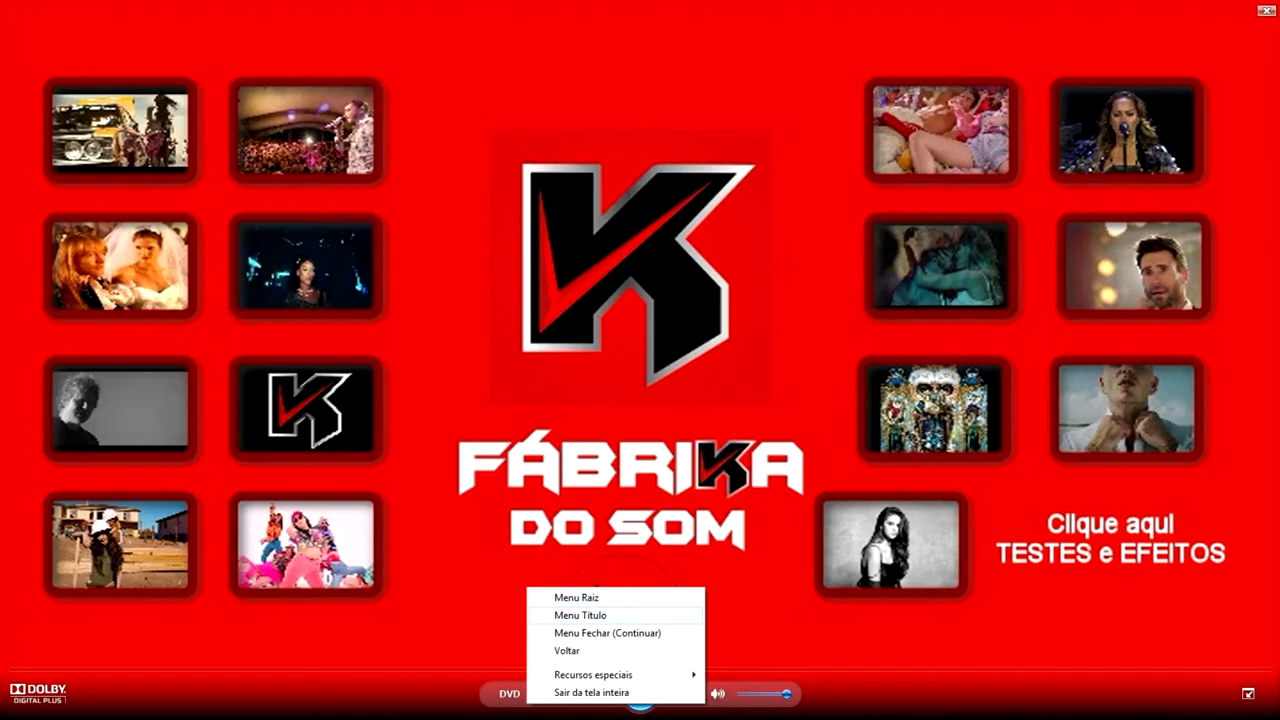 FÁBRIKA
DO SOM
Clique aqui
TESTES e EFEITOS
Menu Raiz
Menu Título
Menu Fechar (Continuar)
Voltar
Recursos especiais
Sair da tela inteira
DVD
DOLBY
DIGITAL PLUS